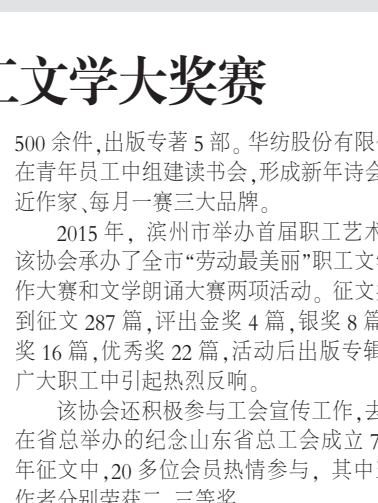 工文学大奖赛
500 余件,出版专著 5 部。华纺股份有限
在青年员工中组建读书会,形成新年诗会
近作家、每月一赛三大品牌。
2015 年，滨州市举办首届职工艺术
该协会承办了全市“劳动最美丽”职工文
作大赛和文学朗诵大赛两项活动。征文
到征文 287 篇,评出金奖 4 篇,银奖 8 篇
奖 16 篇,优秀奖 22 篇,活动后出版专辑
广大职工中引起热烈反响。
该协会还积极参与工会宣传工作,去
在省总举办的纪念山东省总工会成立 7
年征文中,20 多位会员热情参与，其中
作者分别荣获二、三等奖